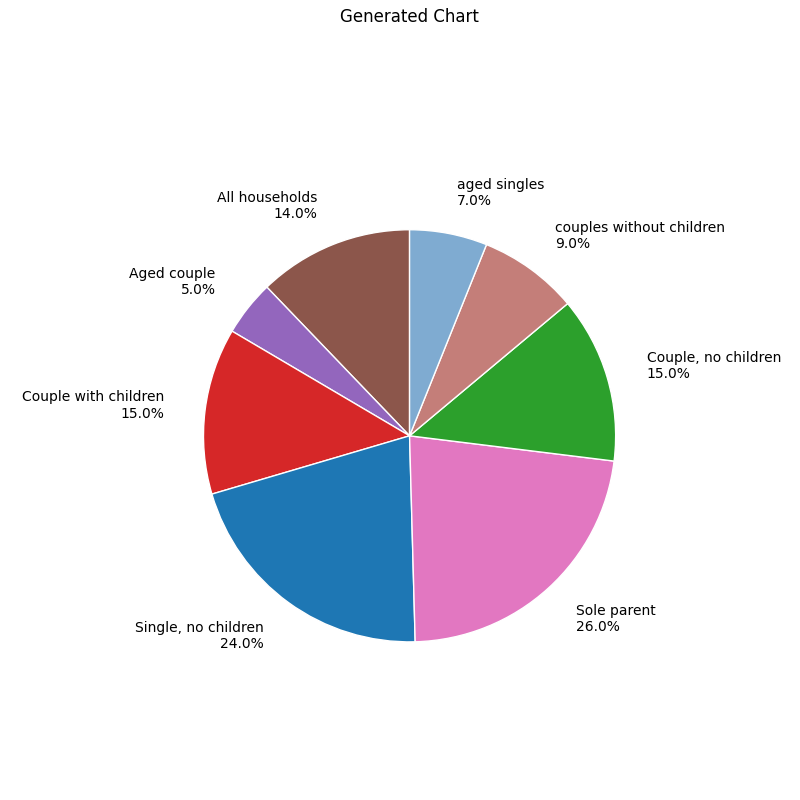 Generated Chart
aged singles
7.0%
All households
14.0%
couples without children
9.0%
Aged couple
5.0%
Couple, no children
15.0%
Couple with children
15.0%
Sole parent
26.0%
Single, no children
24.0%